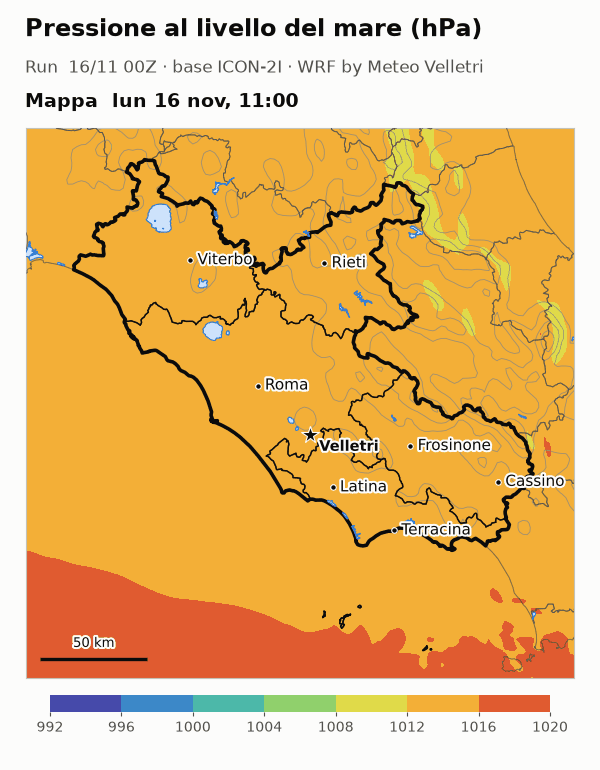 Pressione al livello del mare (hPa)
Run  16/11 00Z · base ICON-2I · WRF by Meteo Velletri
Mappa  lun 16 nov, 11:00
Viterbo
Rieti
Roma
Velletri
Frosinone
Cassino
Latina
Terracina
50 km
992 996 1000 1004 1008 1012 1016 1020